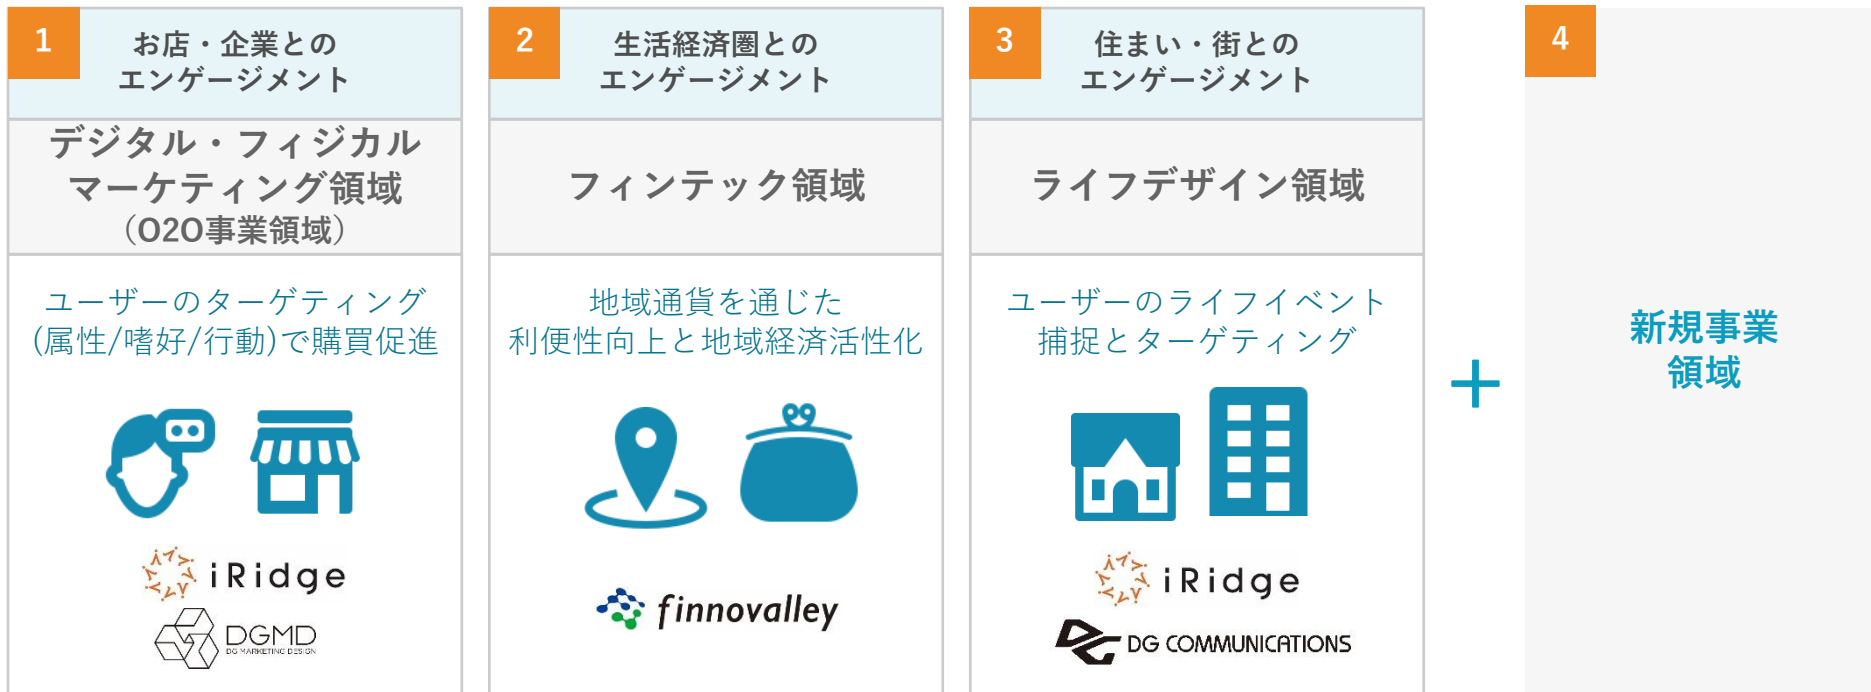 1
お店・企業との
エンゲージメント
デジタル・フィジカル
マーケティング領域
（O2O事業領域）
ユーザーのターゲティング
(属性/嗜好/行動)で購買促進
iRidge
DGMD
DG MARKETING DESIGN
2
生活経済圏との
エンゲージメント
フィンテック領域
地域通貨を通じた
利便性向上と地域経済活性化
finnovalley
3
住まい・街との
エンゲージメント
ライフデザイン領域
ユーザーのライフイベント
捕捉とターゲティング
iRidge
DG COMMUNICATIONS
+
4
新規事業
領域